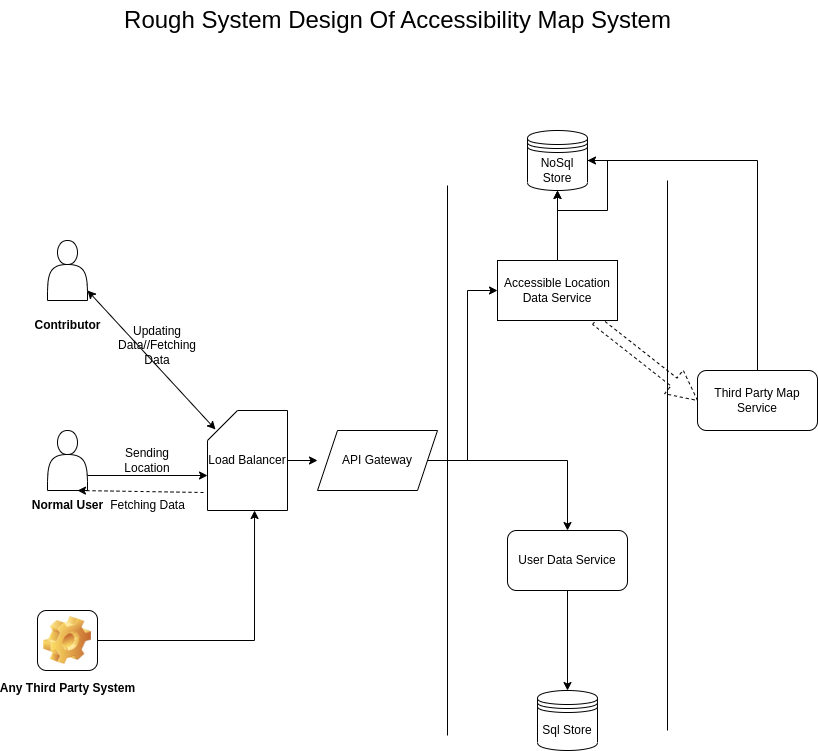 Rough System Design Of Accessibility Map System
NoSql
Store
Accessible Location
Data Service
Contributor
Updating
Data//Fetching
Data
Third Party Map
Service
Sending
Location
Load Balancer
API Gateway
Normal User
Fetching Data
User Data Service
Any Third Party System
Sql Store